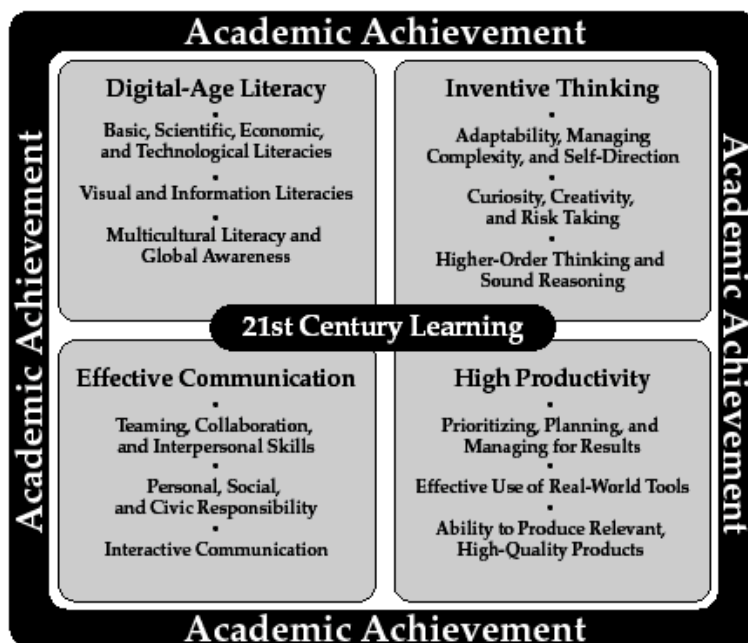 Academic Achievement
Academic Achievement
Digital-Age Literacy
▪
Basic, Scientific, Economic,
and Technological Literacies
▪
Visual and Information Literacies
▪
Multicultural Literacy and
Global Awareness
Inventive Thinking
▪
Adaptability, Managing
Complexity, and Self-Direction
▪
Curiosity, Creativity,
and Risk Taking
▪
Higher-Order Thinking and
Sound Reasoning
Academic Achievement
21st Century Learning
Effective Communication
▪
Teaming, Collaboration,
and Interpersonal Skills
▪
Personal, Social,
and Civic Responsibility
▪
Interactive Communication
High Productivity
▪
Prioritizing, Planning, and
Managing for Results
▪
Effective Use of Real-World Tools
▪
Ability to Produce Relevant,
High-Quality Products
Academic Achievement